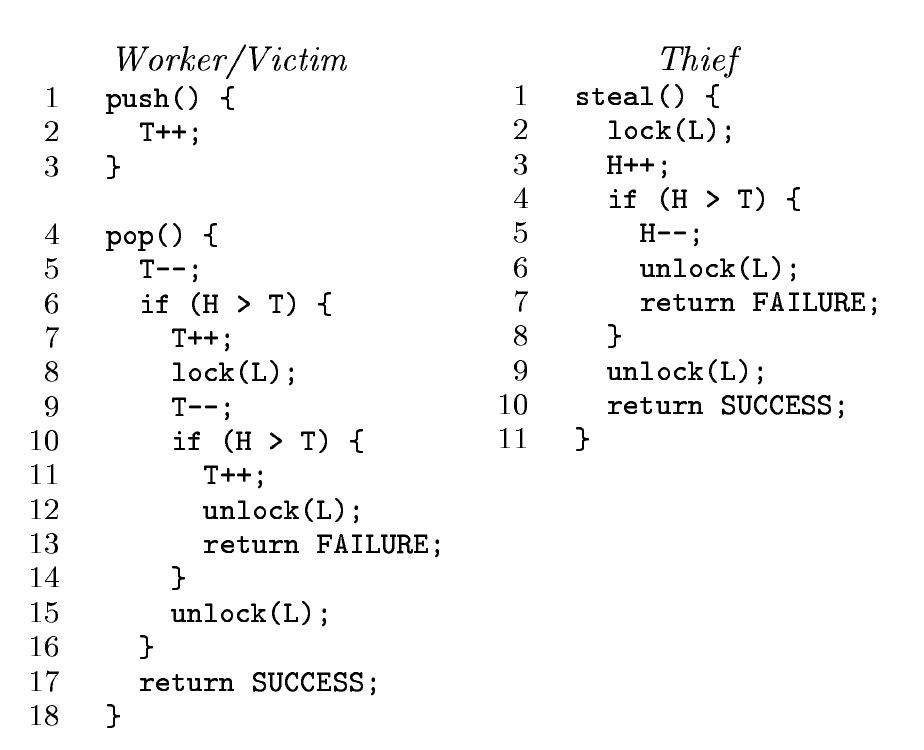 Worker/Victim
1 push() {
2 T++;
3 }
4 pop() {
5 T--;
6 if (H > T) {
7 T++;
8 lock(L);
9 T--;
10 if (H > T) {
11 T++;
12 unlock(L);
13 return FAILURE;
14 }
15 unlock(L);
16 }
17 return SUCCESS;
18 }
Thief
1 steal() {
2 lock(L);
3 H++;
4 if (H > T) {
5 H--;
6 unlock(L);
7 return FAILURE;
8 }
9 unlock(L);
10 return SUCCESS;
11 }